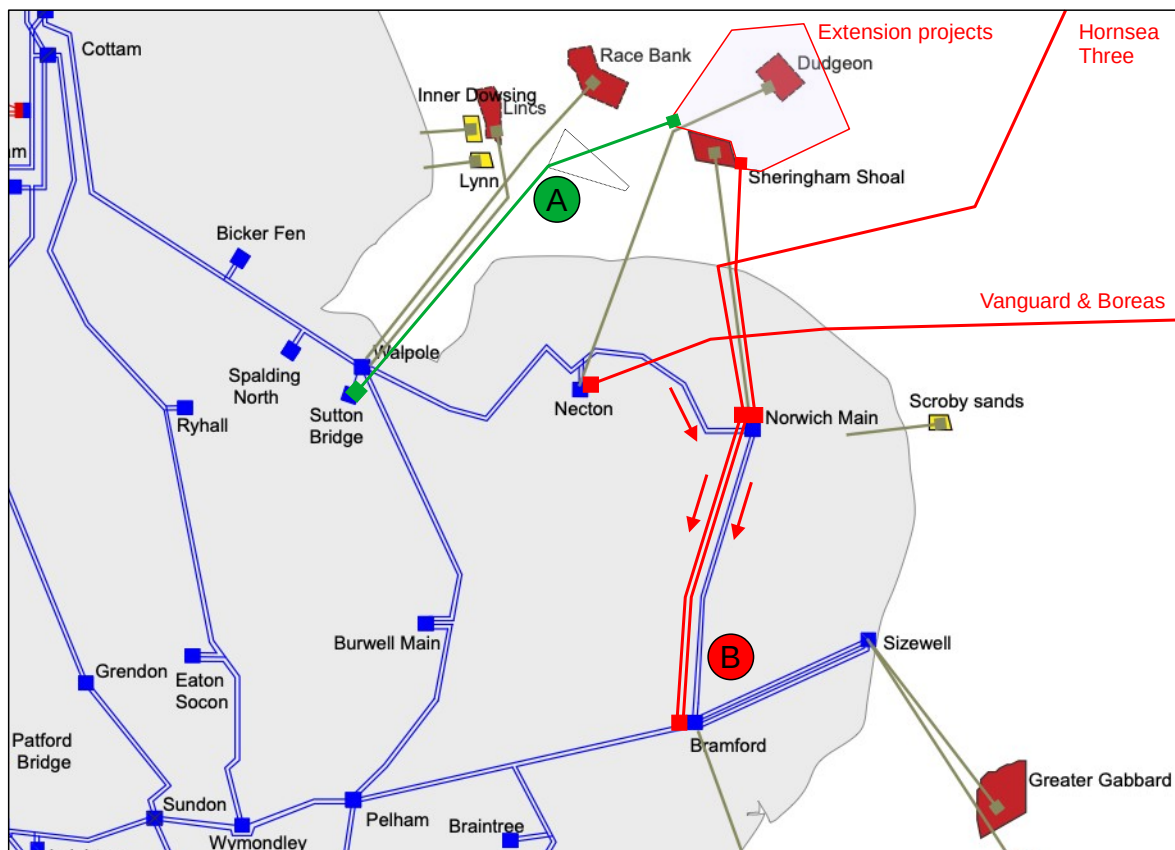 Extension projects
Hornsea
Three
Cottam
Race Bank
Dudgeon
Inner Dowsing
Lincs
am
Lynn
Sheringham Shoal
A
Bicker Fen
Vanguard & Boreas
Walpole
Spalding
North
Sutton
Bridge
Necton
Norwich Main
Scroby sands
Ryhall
Burwell Main
B
Sizewell
Grendon
Eaton
Socon
Patford
Bridge
Bramford
Greater Gabbard
Sundon
Pelham
Braintree
Wymondley